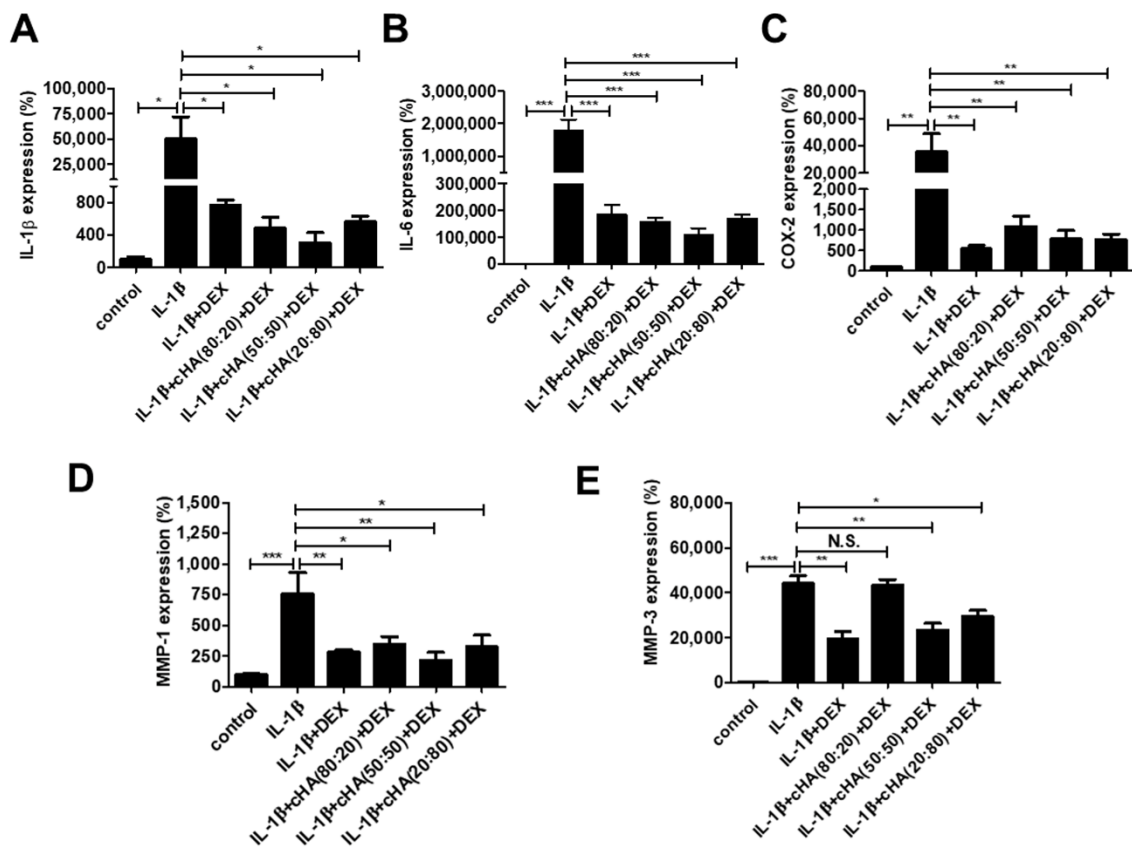 A
IL-1β expression (%)
100,000
75,000
50,000
25,000
800
400
0
*
*
*
*
*
control
IL-1β
IL-1β+DEX
IL-1β+cHA(80:20)+DEX
IL-1β+cHA(50:50)+DEX
IL-1β+cHA(20:80)+DEX
B
IL-6 expression (%)
3,000,000
2,000,000
1,000,000
300,000
200,000
100,000
0
***
***
***
***
***
control
IL-1β
IL-1β+DEX
IL-1β+cHA(80:20)+DEX
IL-1β+cHA(50:50)+DEX
IL-1β+cHA(20:80)+DEX
C
COX-2 expression (%)
80,000
60,000
40,000
20,000
2,000
1,500
1,000
500
0
**
**
**
**
**
control
IL-1β
IL-1β+DEX
IL-1β+cHA(80:20)+DEX
IL-1β+cHA(50:50)+DEX
IL-1β+cHA(20:80)+DEX
D
MMP-1 expression (%)
1,500
1,250
1,000
750
500
250
0
*
**
*
***
**
control
IL-1β
IL-1β+DEX
IL-1β+cHA(80:20)+DEX
IL-1β+cHA(50:50)+DEX
IL-1β+cHA(20:80)+DEX
E
MMP-3 expression (%)
80,000
60,000
40,000
20,000
0
*
**
N.S.
***
**
control
IL-1β
IL-1β+DEX
IL-1β+cHA(80:20)+DEX
IL-1β+cHA(50:50)+DEX
IL-1β+cHA(20:80)+DEX